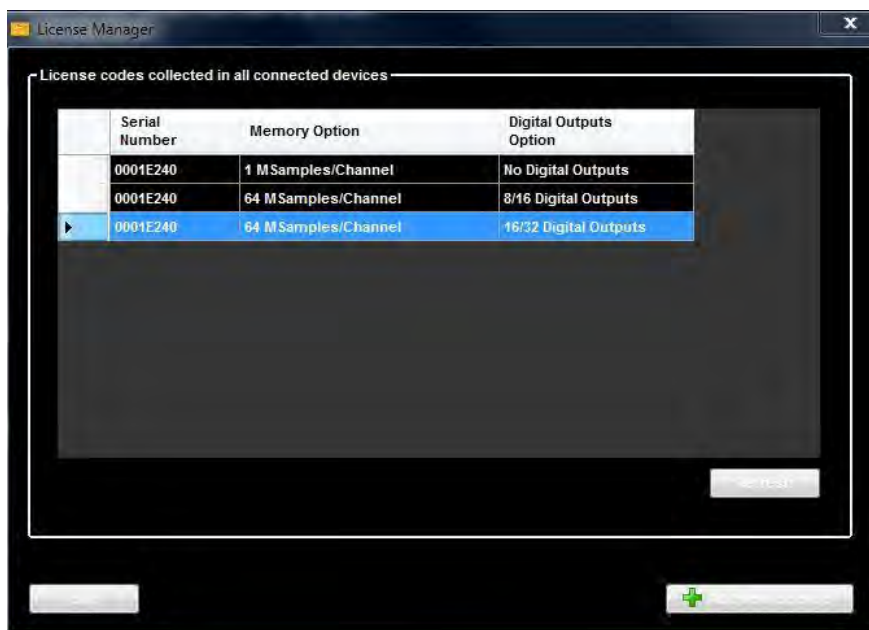 License Manager
X
License codes collected in all connected devices
Serial Number
Memory Option
Digital Outputs Option
0001E240 1 MSamples/Channel No Digital Outputs
0001E240 64 MSamples/Channel 8/16 Digital Outputs
0001E240 64 MSamples/Channel 16/32 Digital Outputs